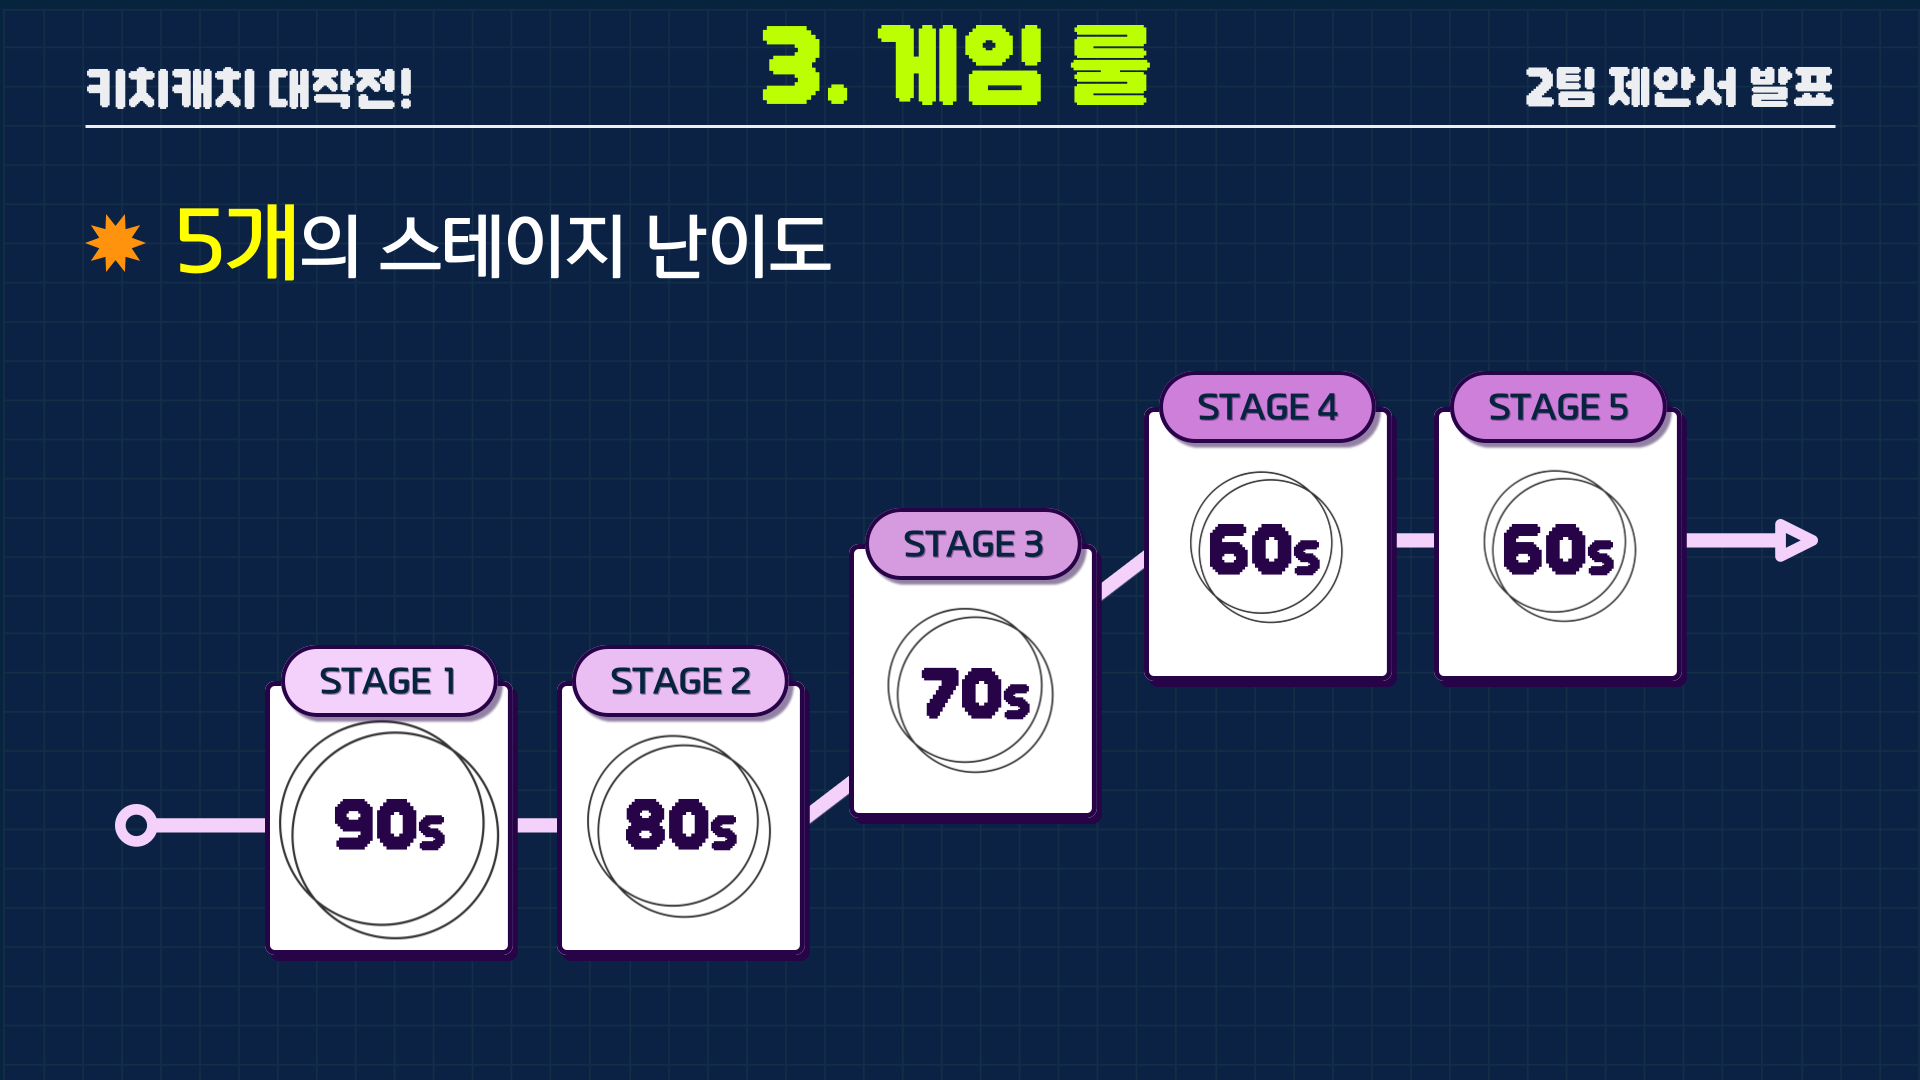 키치캐치 대작전!
3. 게임 룰
2팀 제안서 발표
5개의 스테이지 난이도
STAGE 1
90s
STAGE 2
80s
STAGE 3
70s
STAGE 4
60s
STAGE 5
60s